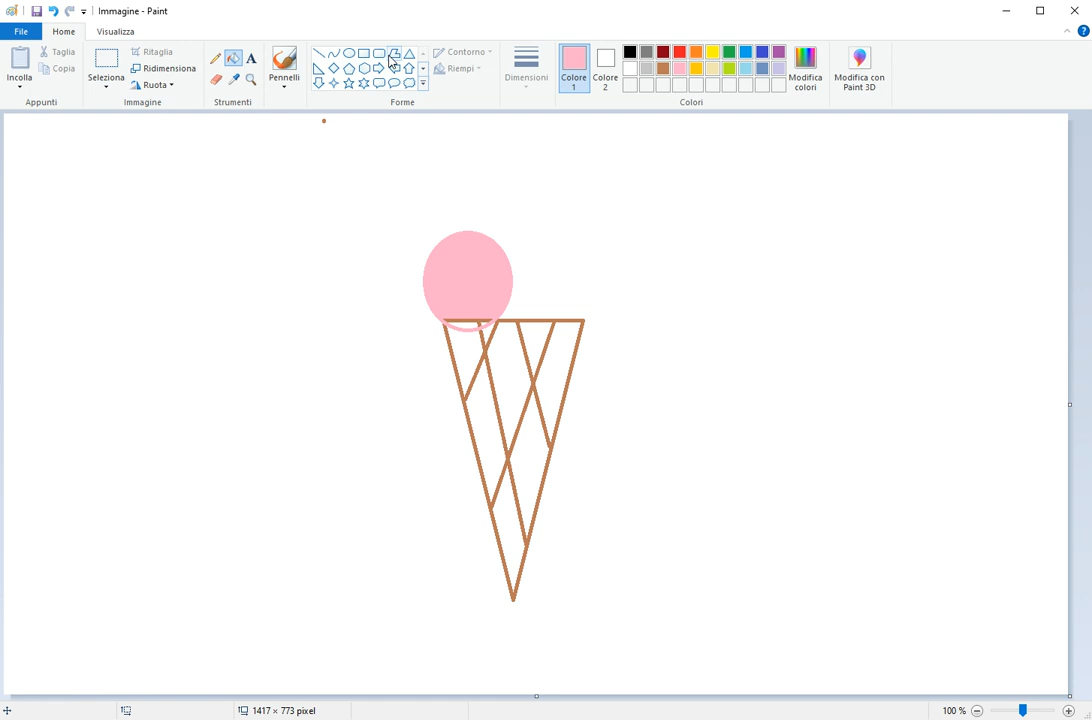 Immagine - Paint
File Home Visualizza
Incolla
Taglia
Copia
Appunti
Seleziona
Ritaglia
Ridimensiona
Ruota
Immagine
A
Strumenti
Pennelli
Contorno
Riempi
Forme
Dimensioni
Colore 1
Colore 2
Modifica colori
Colori
Modifica con Paint 3D
?
1417 × 773 pixel
100 %